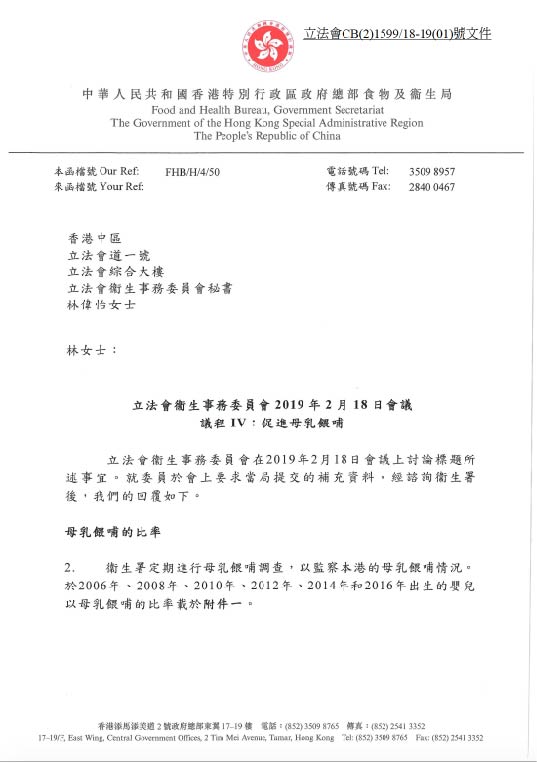 立法會CB(2)1599/18-19(01)號文件
HONG KONG
中華人民共和國香港特別行政區政府總部食物及衞生局
Food and Health Bureau, Government Secretariat
The Government of the Hong Kong Special Administrative Region
The People's Republic of China
本函檔號 Our Ref: FHB/H/4/50 電話號碼 Tel: 3509 8957
來函檔號 Your Ref: 傳真號碼 Fax: 2840 0467
香港中區
立法會道一號
立法會綜合大樓
立法會衞生事務委員會秘書
林偉怡女士
林女士：
立法會衞生事務委員會 2019 年 2 月 18 日會議
議程 IV：促進母乳餵哺
立法會衞生事務委員會在2019年2月18日會議上討論標題所
述事宜。就委員於會上要求當局提交的補充資料，經諮詢衞生署
後，我們的回覆如下。
母乳餵哺的比率
2. 衞生署定期進行母乳餵哺調查，以監察本港的母乳餵哺情況。
於2006年、2008年、2010年、2012年、2014年和2016年出生的嬰兒
以母乳餵哺的比率載於附件一。
香港添馬添美道 2 號政府總部東翼 17-19 樓 電話：(852) 3509 8765 傳真：(852) 2541 3352
17-19/F, East Wing, Central Government Offices, 2 Tim Mei Avenue, Tamar, Hong Kong Tel: (852) 3509 8765 Fax: (852) 2541 3352